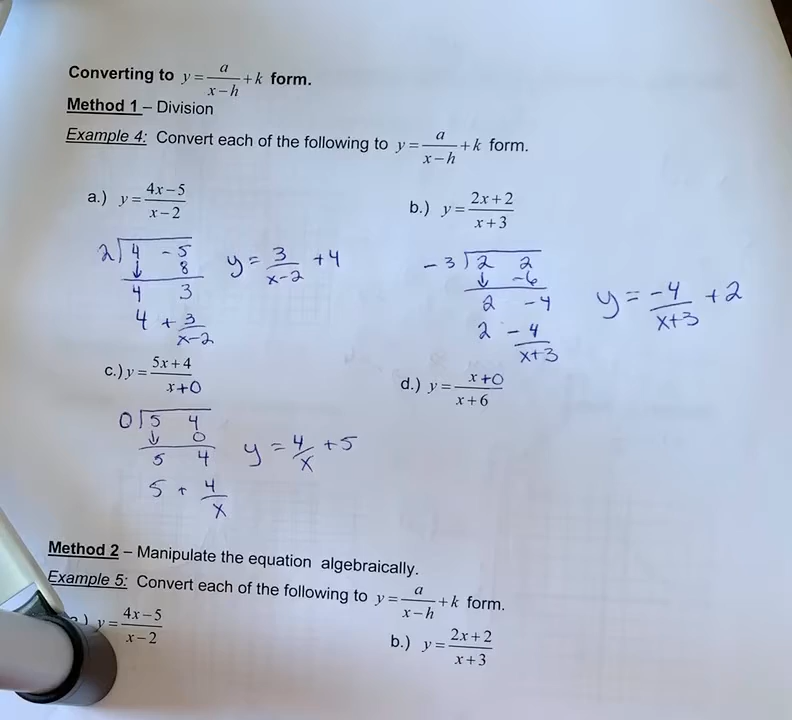 Converting to y = a/(x-h) + k form.
Method 1 – Division
Example 4: Convert each of the following to y = a/(x-h) + k form.
a.) y = (4x-5)/(x-2)
2 4 -5
↓ 8
4 3
4 + 3/(x-2)
y = 3/(x-2) + 4
b.) y = (2x+2)/(x+3)
-3 2 2
↓ -6
2 -4
2 - 4/(x+3)
y = -4/(x+3) + 2
c.) y = (5x+4)/(x+0)
0 5 4
↓ 0
5 4
5 + 4/x
y = 4/x + 5
d.) y = (x+0)/(x+6)
Method 2 – Manipulate the equation algebraically.
Example 5: Convert each of the following to y = a/(x-h) + k form.
) y = (4x-5)/(x-2)
b.) y = (2x+2)/(x+3)